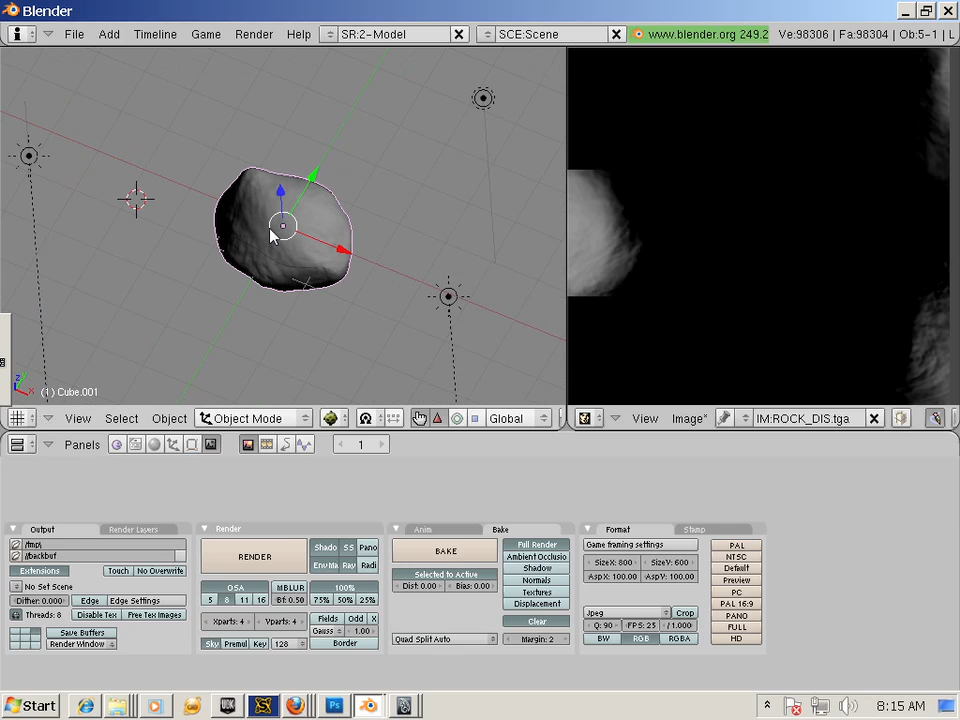 Blender
File Add Timeline Game Render Help SR:2-Model SCE:Scene www.blender.org 249.2 Ve:98306 | Fa:98304 | Ob:5-1 | L
z x (1) Cube.001
View Select Object Object Mode Global View Image* IM:ROCK_DIS.tga
Panels 1
Output Render Layers Render Anim Bake Format Stamp
/tmp\ RENDER Shado SS Pano BAKE Full Render Game framing settings PAL
//backbuf EnvMa Ray Radi Ambient Occlusio SizeX: 800 SizeY: 600 NTSC
Extensions Touch No Overwrite Selected to Active Shadow AspX: 100.00 AspY: 100.00 Default
No Set Scene OSA MBLUR 100% Dist: 0.00 Bias: 0.00 Normals Preview
Dither: 0.000 Edge Edge Settings 5 8 11 16 Bf: 0.50 75% 50% 25% Textures PC
Threads: 8 Disable Tex Free Tex Images Xparts: 4 Yparts: 4 Fields Odd X Displacement Jpeg Crop PAL 16:9
Save Buffers Gauss 1.00 Clear Q: 90 FPS: 25 / 1.000 PANO
Render Window Sky Premul Key 128 Border Quad Split Auto Margin: 2 BW RGB RGBA FULL
HD
Start UDK Ps 8:15 AM